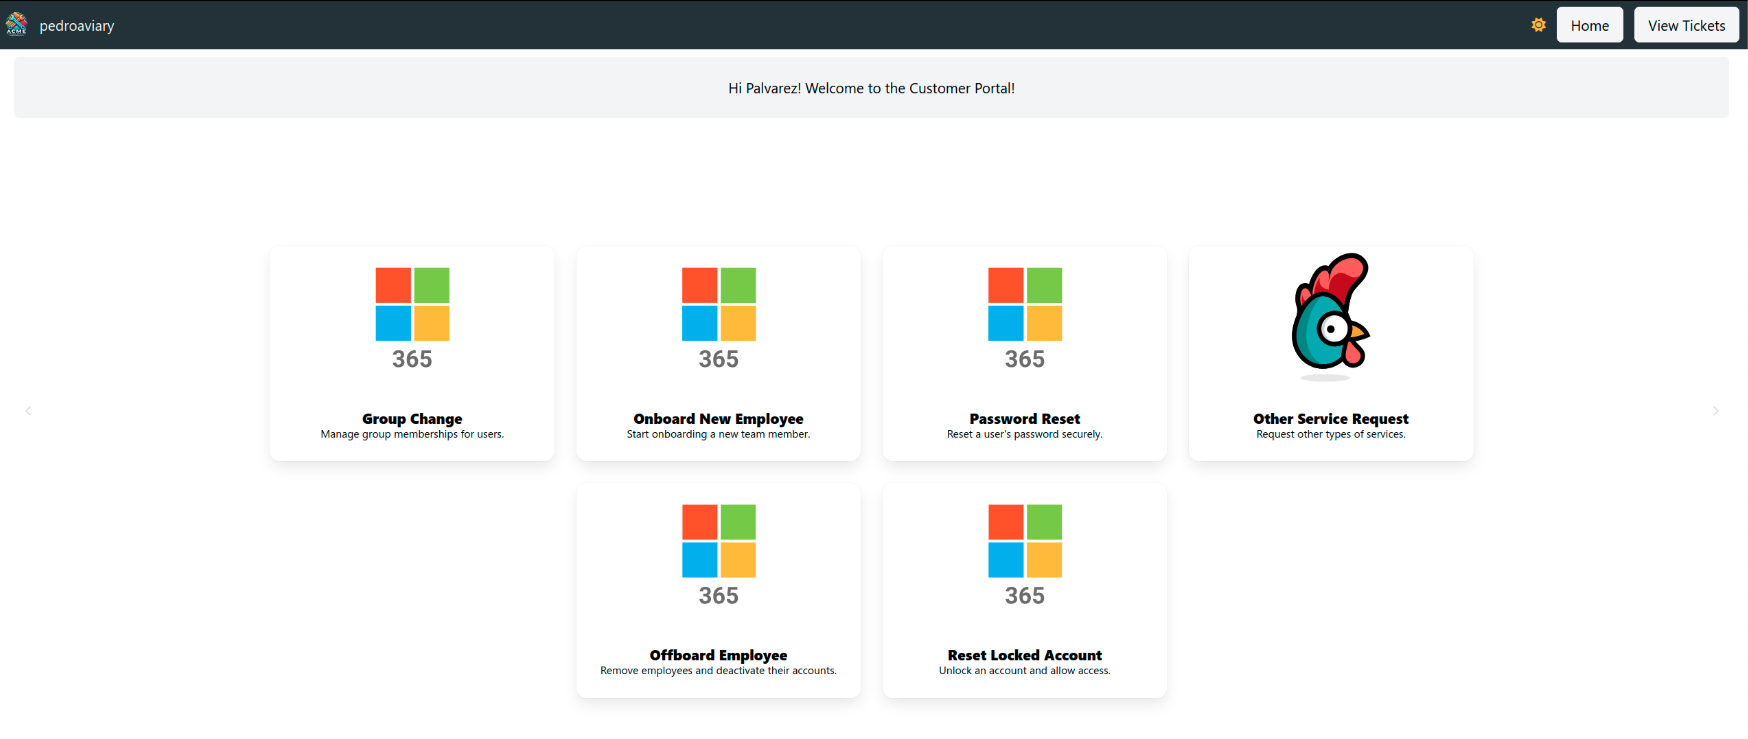 ACME
pedroaviary
Home
View Tickets
Hi Palvarez! Welcome to the Customer Portal!
365
Group Change
Manage group memberships for users.
365
Onboard New Employee
Start onboarding a new team member.
365
Password Reset
Reset a user's password securely.
Other Service Request
Request other types of services.
365
Offboard Employee
Remove employees and deactivate their accounts.
365
Reset Locked Account
Unlock an account and allow access.